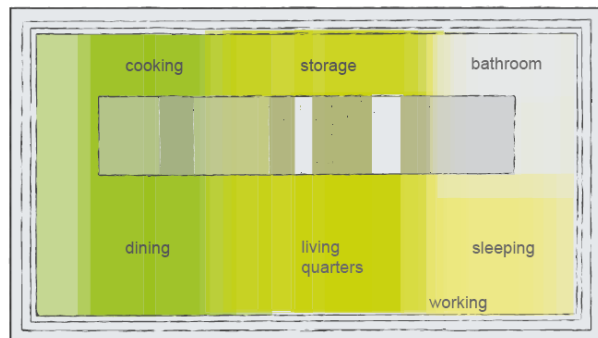 cooking
storage
bathroom
dining
living
quarters
sleeping
working